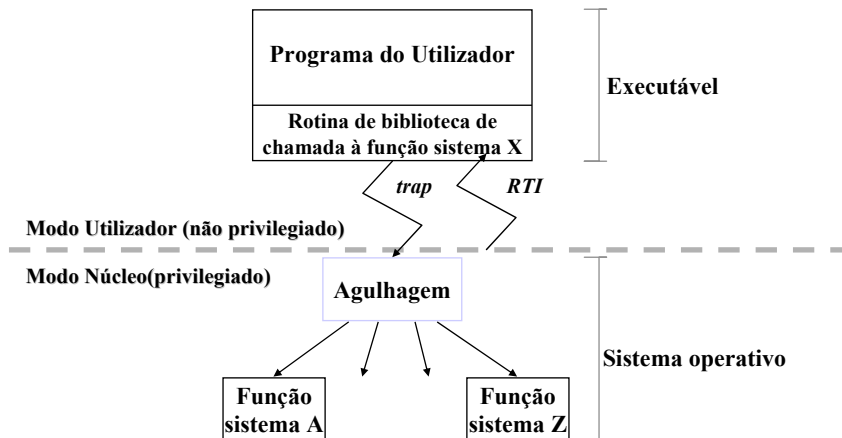 Programa do Utilizador
Executável
Rotina de biblioteca de
chamada à função sistema X
trap
RTI
Modo Utilizador (não privilegiado)
Modo Núcleo(privilegiado)
Agulhagem
Sistema operativo
Função
sistema A
Função
sistema Z